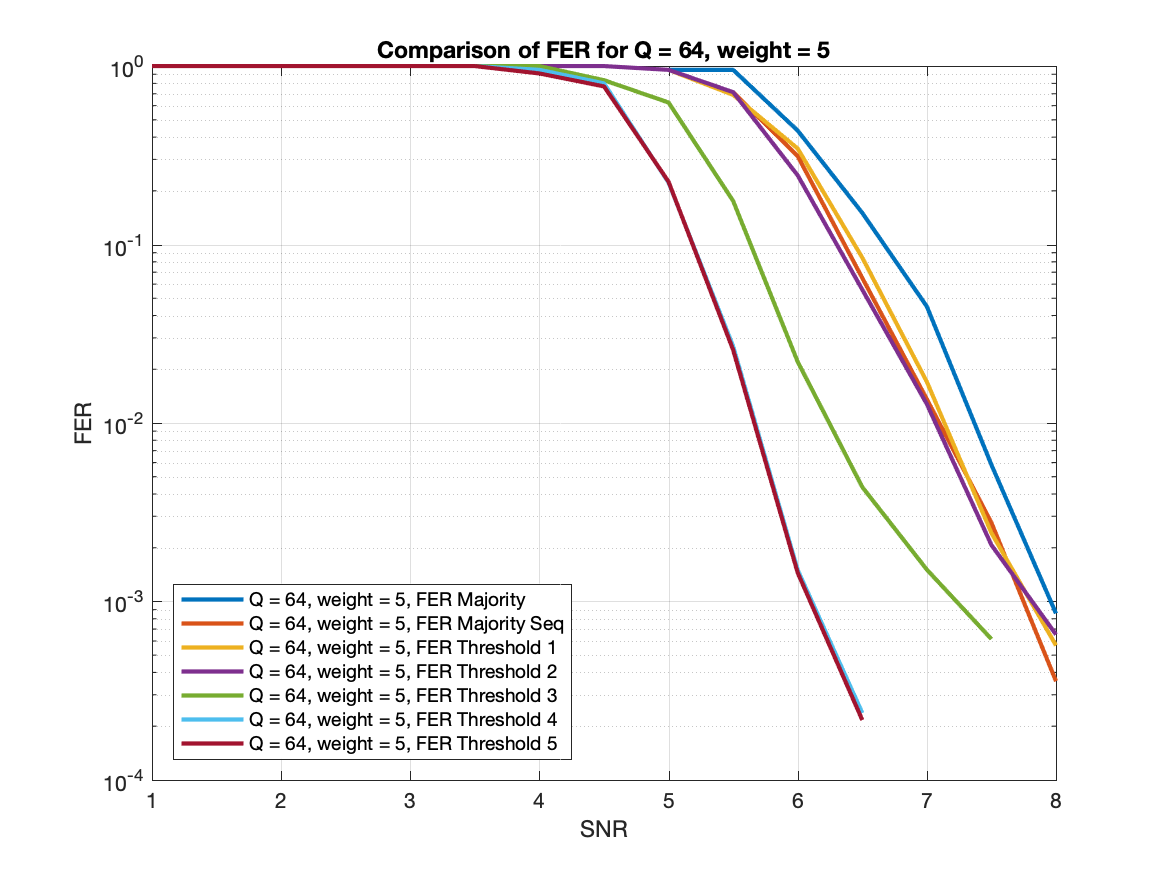 Comparison of FER for Q = 64, weight = 5
10^0
10^-1
10^-2
10^-3
10^-4
FER
Q = 64, weight = 5, FER Majority
Q = 64, weight = 5, FER Majority Seq
Q = 64, weight = 5, FER Threshold 1
Q = 64, weight = 5, FER Threshold 2
Q = 64, weight = 5, FER Threshold 3
Q = 64, weight = 5, FER Threshold 4
Q = 64, weight = 5, FER Threshold 5
1 2 3 4 5 6 7 8
SNR